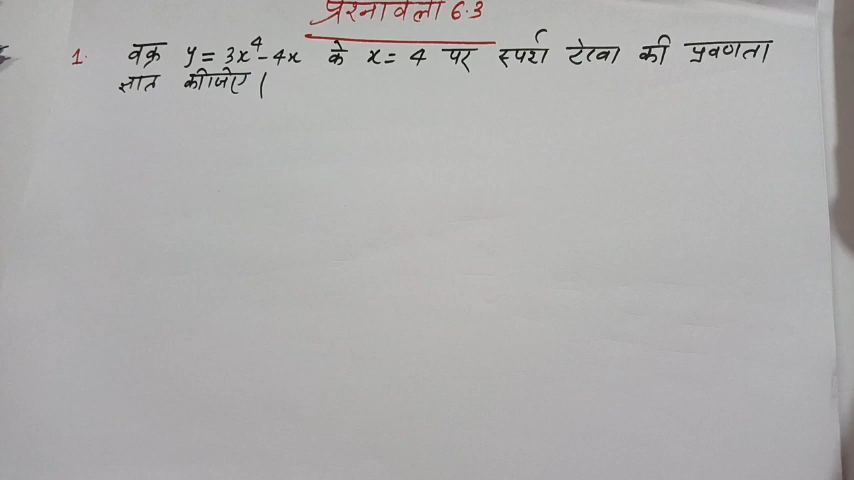 प्रश्नावली 6.3
1. वक्र y = 3x⁴ - 4x के x = 4 पर स्पर्श रेखा की प्रवणता
ज्ञात कीजिए |